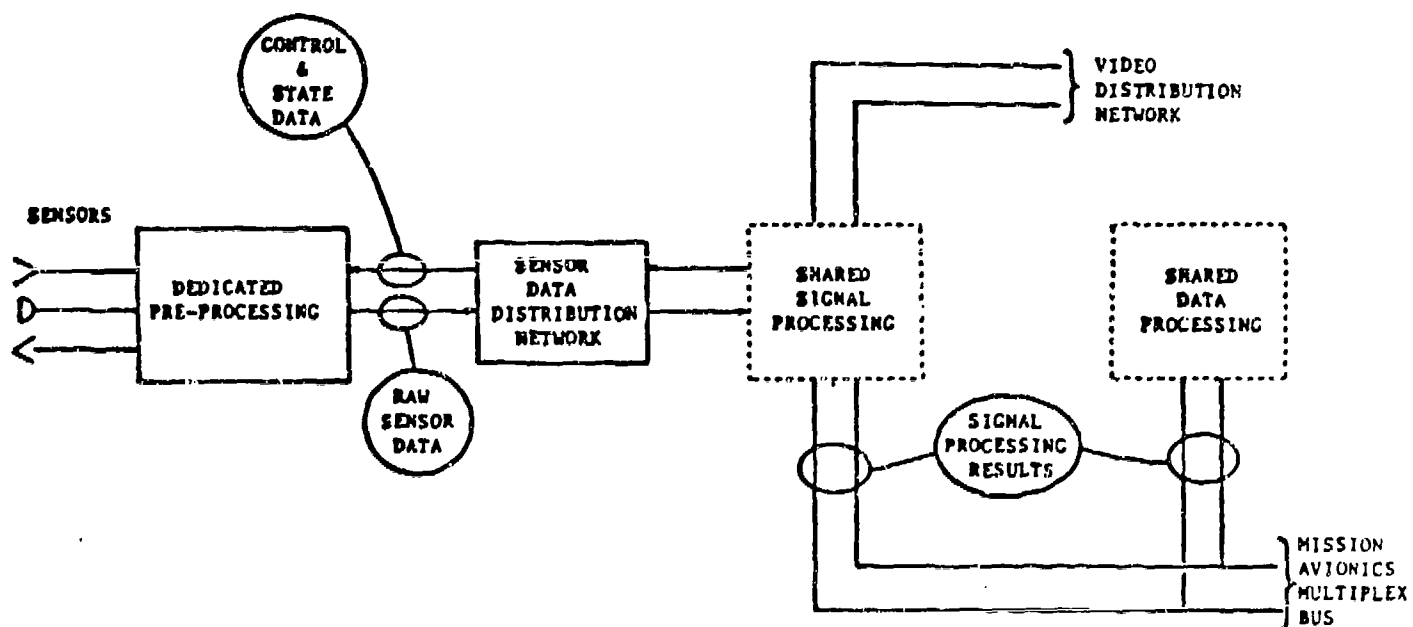 CONTROL
&
STATE
DATA
VIDEO
DISTRIBUTION
NETWORK
SENSORS
DEDICATED
PRE-PROCESSING
SENSOR
DATA
DISTRIBUTION
NETWORK
SHARED
SIGNAL
PROCESSING
SHARED
DATA
PROCESSING
RAW
SENSOR
DATA
SIGNAL
PROCESSING
RESULTS
MISSION
AVIONICS
MULTIPLEX
BUS